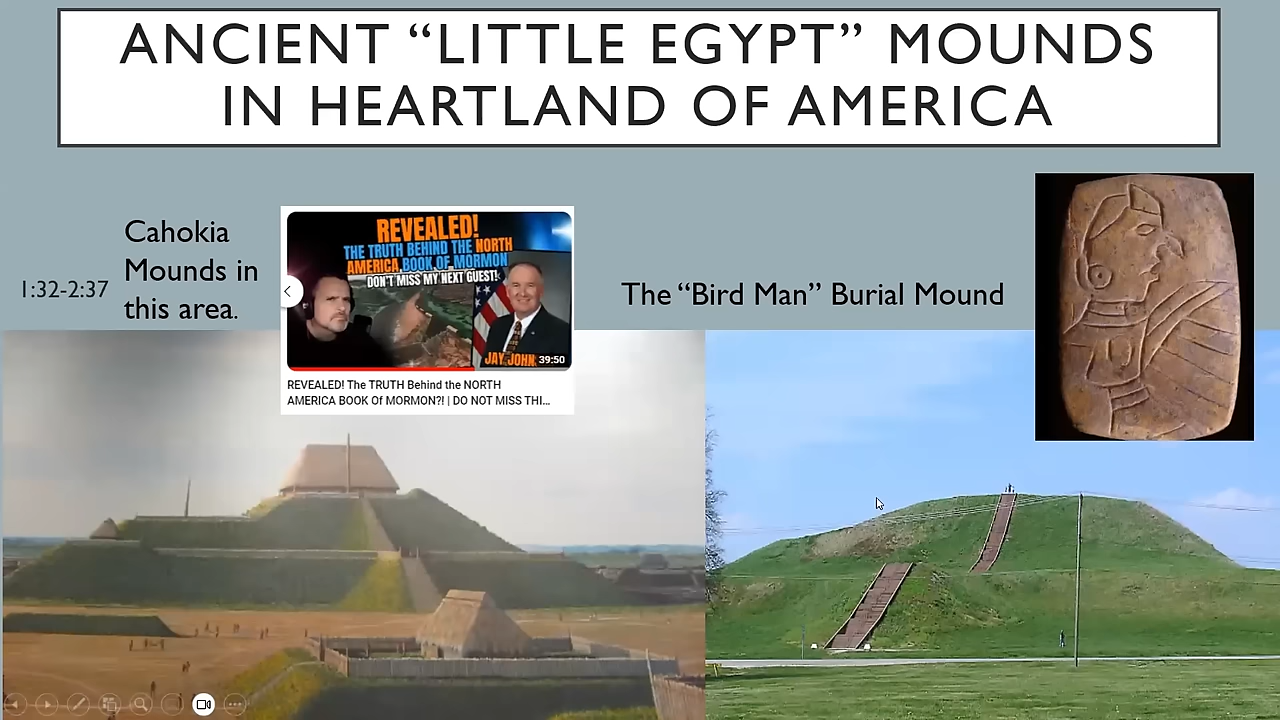 ANCIENT “LITTLE EGYPT” MOUNDS
IN HEARTLAND OF AMERICA
1:32-2:37
Cahokia
Mounds in
this area.
REVEALED!
THE TRUTH BEHIND THE NORTH
AMERICA BOOK OF MORMON
DON'T MISS MY NEXT GUEST!
JAY JOHN
39:50
REVEALED! The TRUTH Behind the NORTH
AMERICA BOOK Of MORMON?! | DO NOT MISS THI...
The “Bird Man” Burial Mound